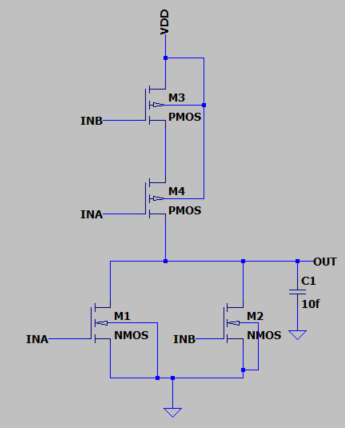 VDD
M3
INB
PMOS
M4
INA
PMOS
OUT
C1
10f
M1
M2
INA
NMOS
INB
NMOS